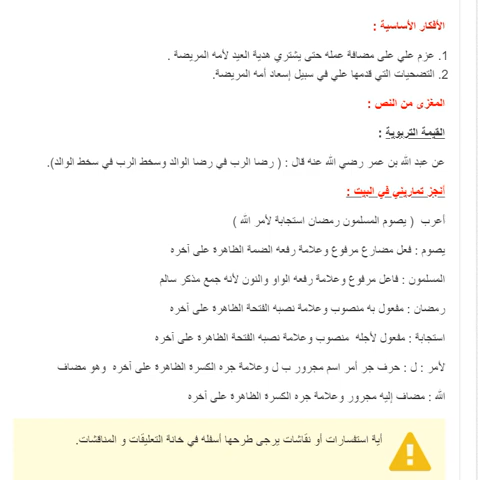 الأفكار الأساسية :
1. عزم علي على مضاقة عمله حتى يشتري هدية العيد لأمه المريضة .
2. التضحيات التي قدمها علي في سبيل إسعاد أمه المريضة.
المغزى من النص :
القيمة التربوية :
عن عبد الله بن عمر رضي الله عنه قال : ( رضا الرب في رضا الوالد وسخط الرب في سخط الوالد).
أنجز تماريني في البيت :
أعرب ( يصوم المسلمون رمضان استجابة لأمر الله )
يصوم : فعل مضارع مرفوع وعلامة رفعه الضمة الظاهرة على آخره
المسلمون : فاعل مرفوع وعلامة رفعه الواو والنون لأنه جمع مذكر سالم
رمضان : مفعول به منصوب وعلامة نصبه الفتحة الظاهرة على آخره
استجابة : مفعول لأجله منصوب وعلامة نصبه الفتحة الظاهرة على آخره
لأمر : ل : حرف جر أمر اسم مجرور ب ل وعلامة جره الكسرة الظاهرة على آخره وهو مضاف
الله : مضاف إليه مجرور وعلامة جره الكسرة الظاهرة على آخره
أية استفسارات أو نقاشات يرجى طرحها أسفله في خانة التعليقات و المناقشات.